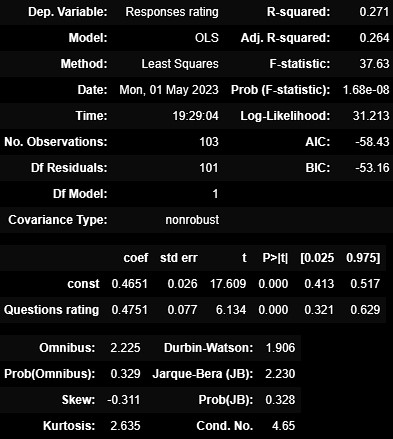 Dep. Variable: Responses rating R-squared: 0.271
Model: OLS Adj. R-squared: 0.264
Method: Least Squares F-statistic: 37.63
Date: Mon, 01 May 2023 Prob (F-statistic): 1.68e-08
Time: 19:29:04 Log-Likelihood: 31.213
No. Observations: 103 AIC: -58.43
Df Residuals: 101 BIC: -53.16
Df Model: 1
Covariance Type: nonrobust
coef std err t P>|t| [0.025 0.975]
const 0.4651 0.026 17.609 0.000 0.413 0.517
Questions rating 0.4751 0.077 6.134 0.000 0.321 0.629
Omnibus: 2.225 Durbin-Watson: 1.906
Prob(Omnibus): 0.329 Jarque-Bera (JB): 2.230
Skew: -0.311 Prob(JB): 0.328
Kurtosis: 2.635 Cond. No. 4.65